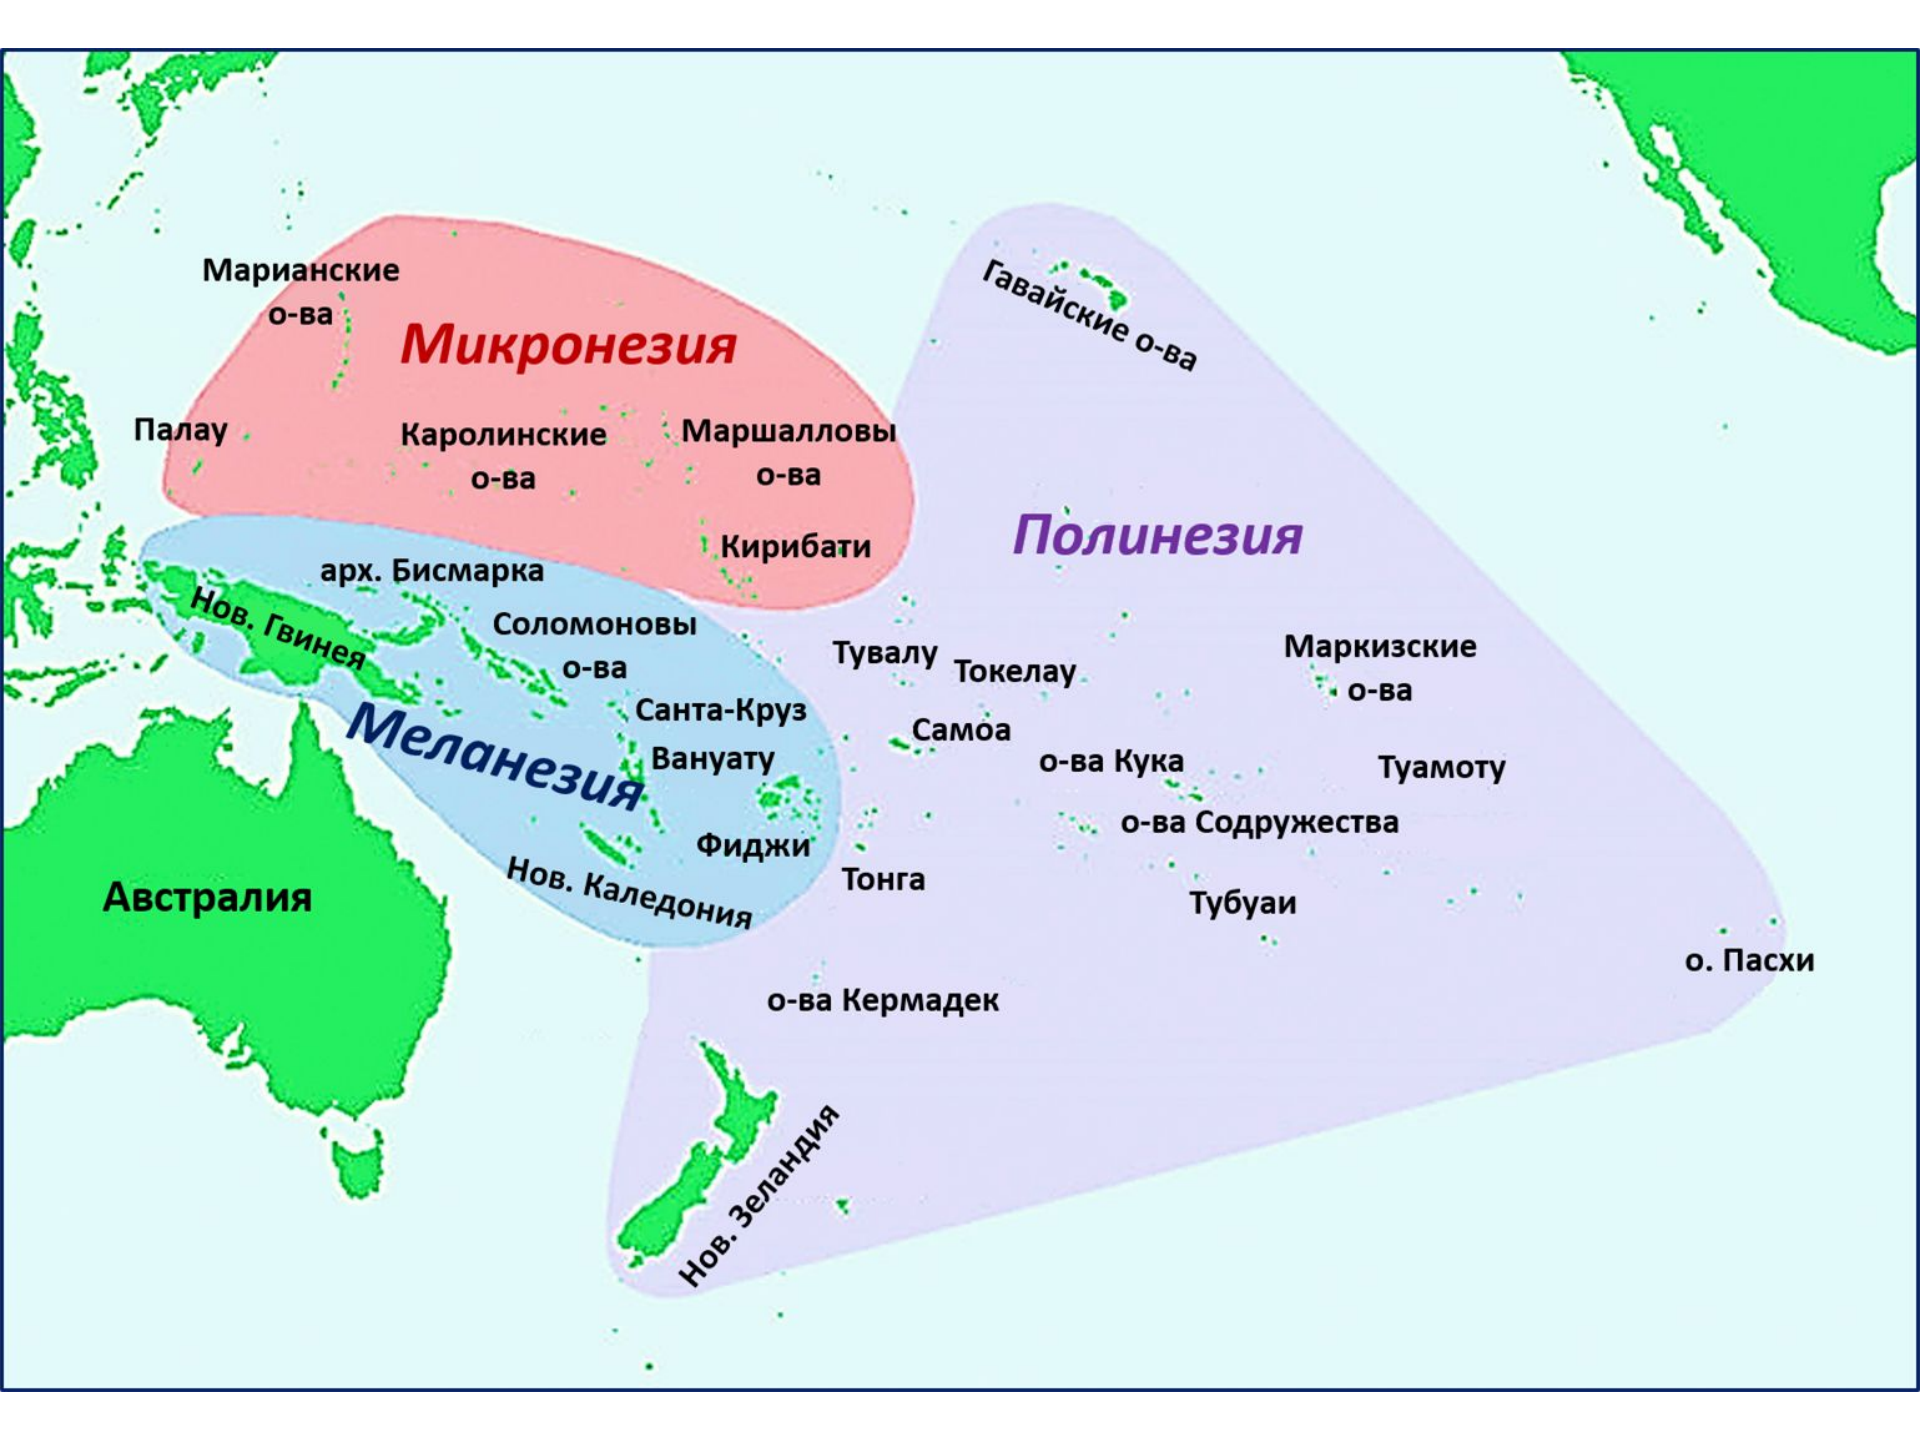 Марианские
о-ва
Микронезия
Палау
Каролинские
о-ва
Маршалловы
о-ва
Кирибати
Гавайские о-ва
Полинезия
арх. Бисмарка
Нов. Гвинея
Соломоновы
о-ва
Санта-Круз
Вануату
Меланезия
Фиджи
Нов. Каледония
Тувалу
Токелау
Самоа
о-ва Кука
Маркизские
о-ва
Туамоту
о-ва Содружества
Тонга
Тубуаи
Австралия
о. Пасхи
о-ва Кермадек
Нов. Зеландия